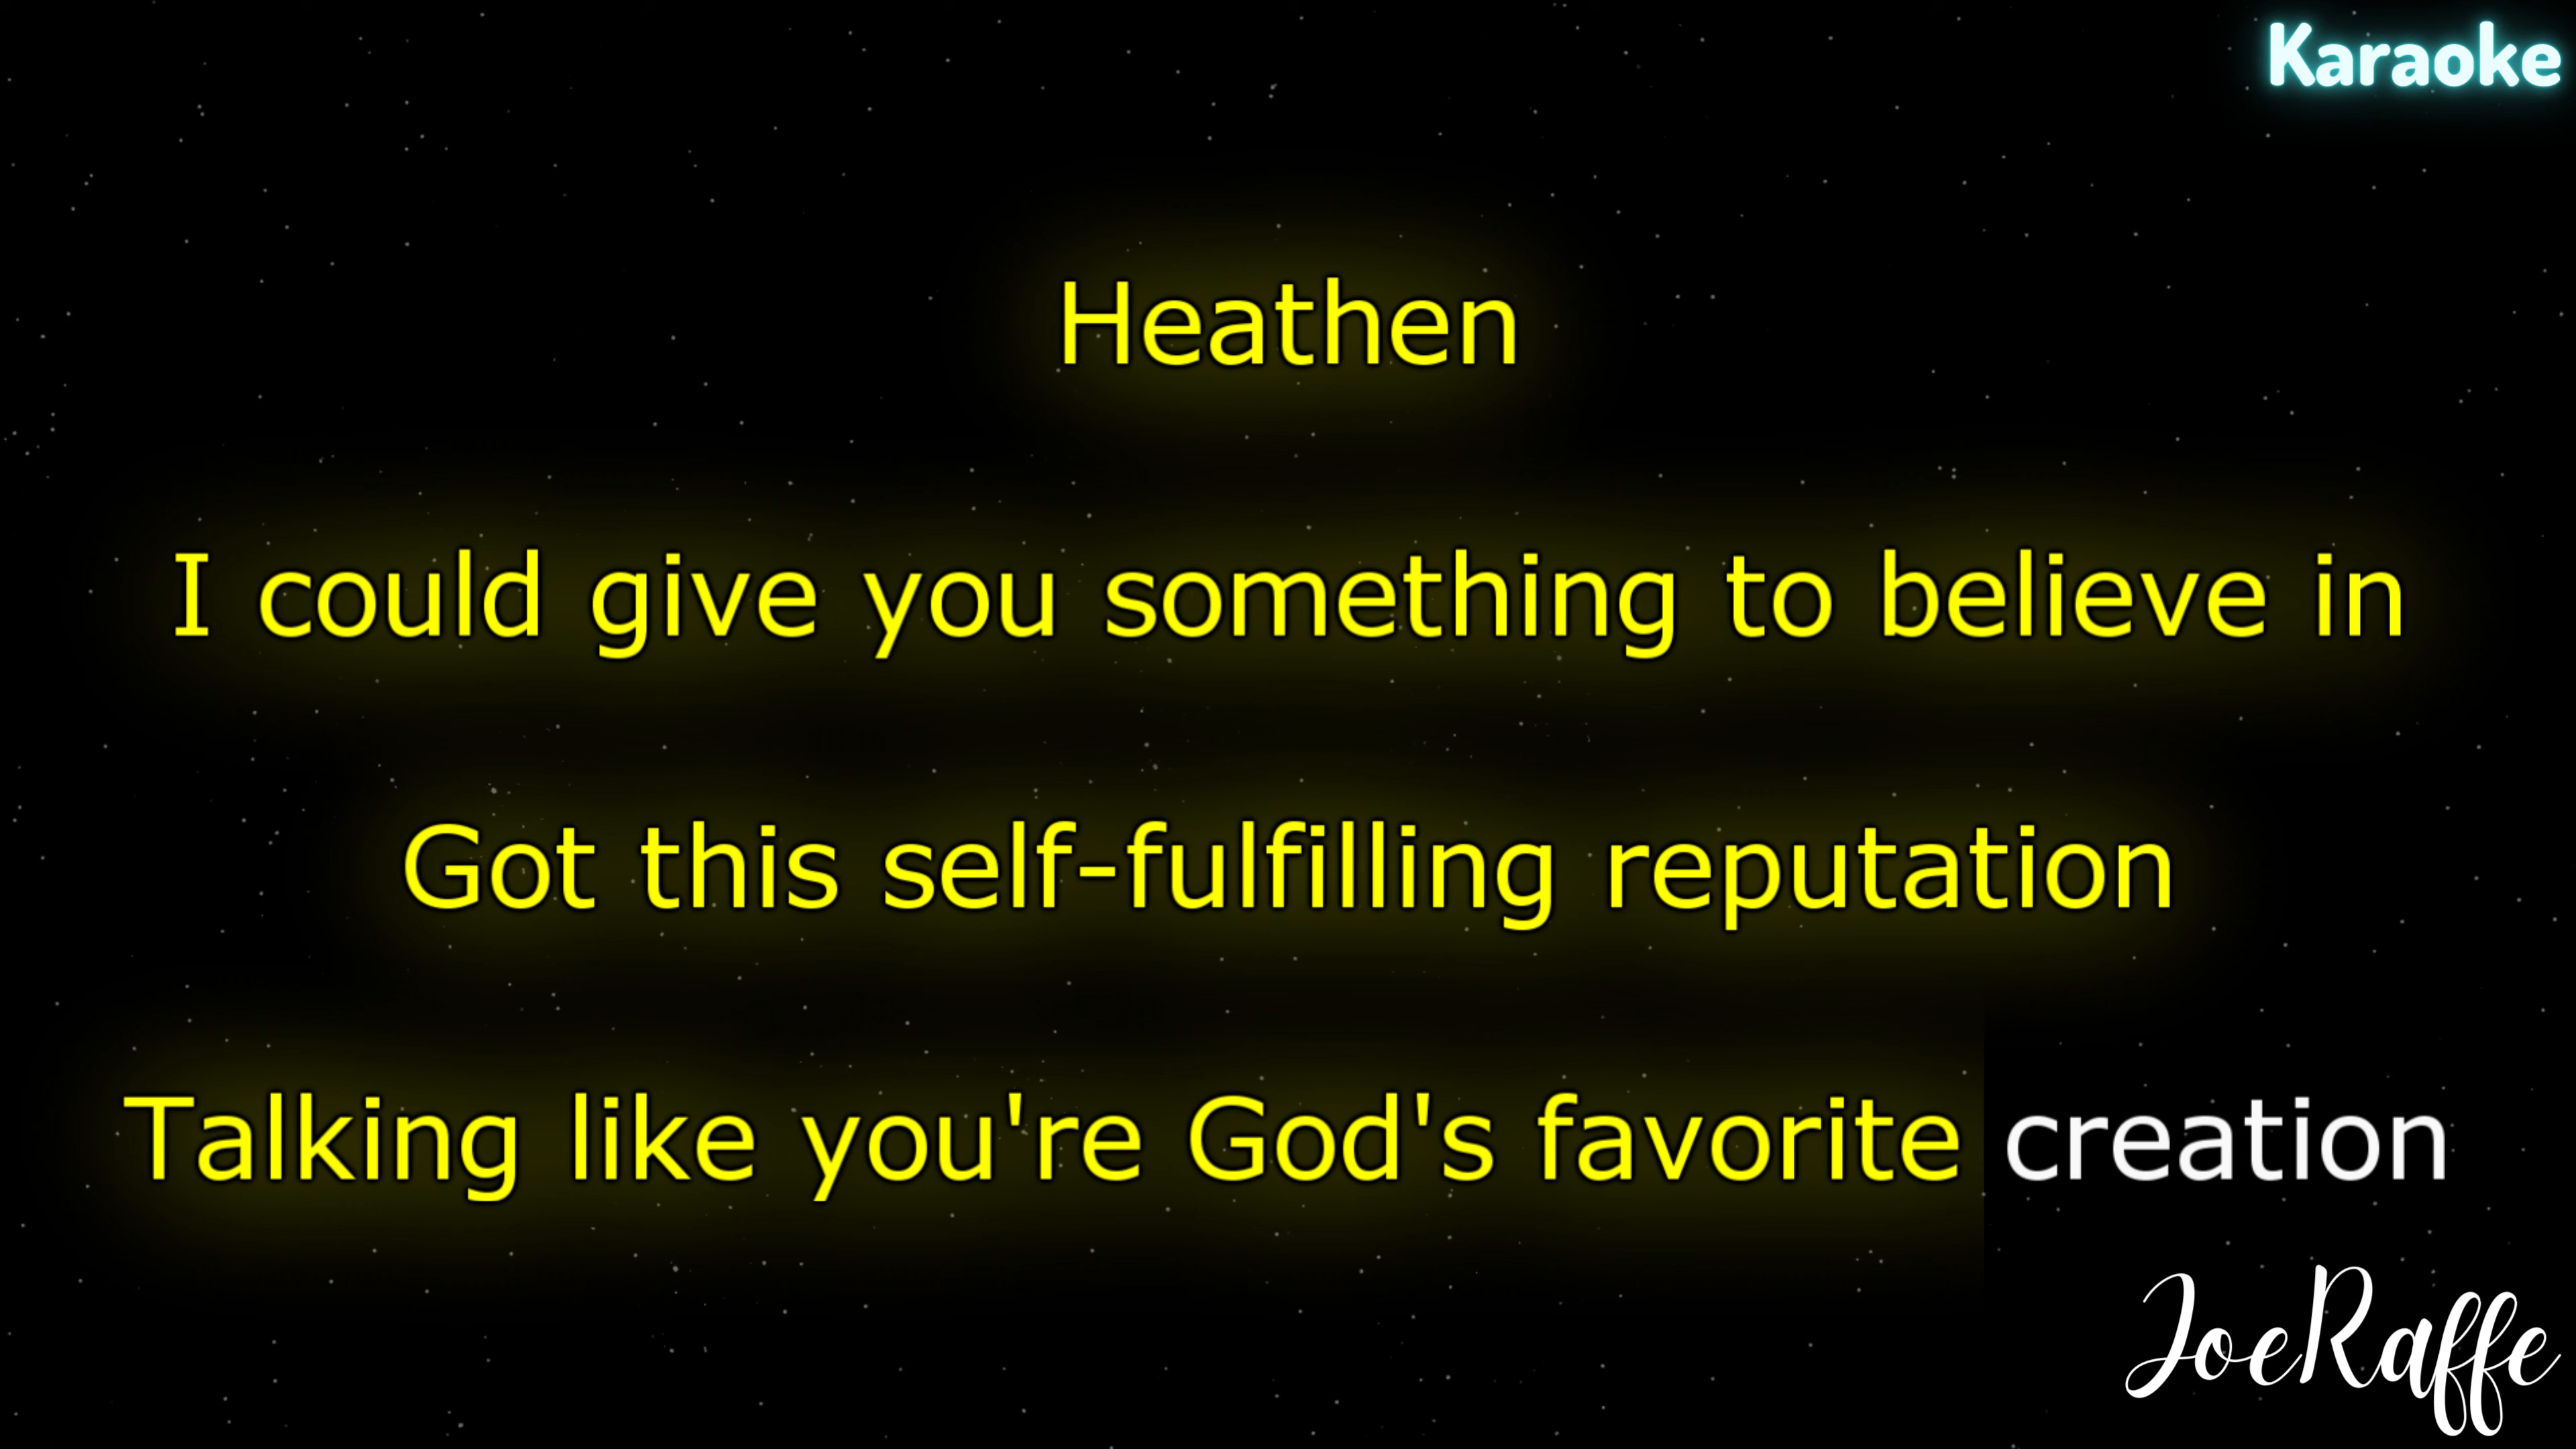 Karaoke
Heathen
I could give you something to believe in
Got this self-fulfilling reputation
Talking like you're God's favorite creation
JoeRaffe